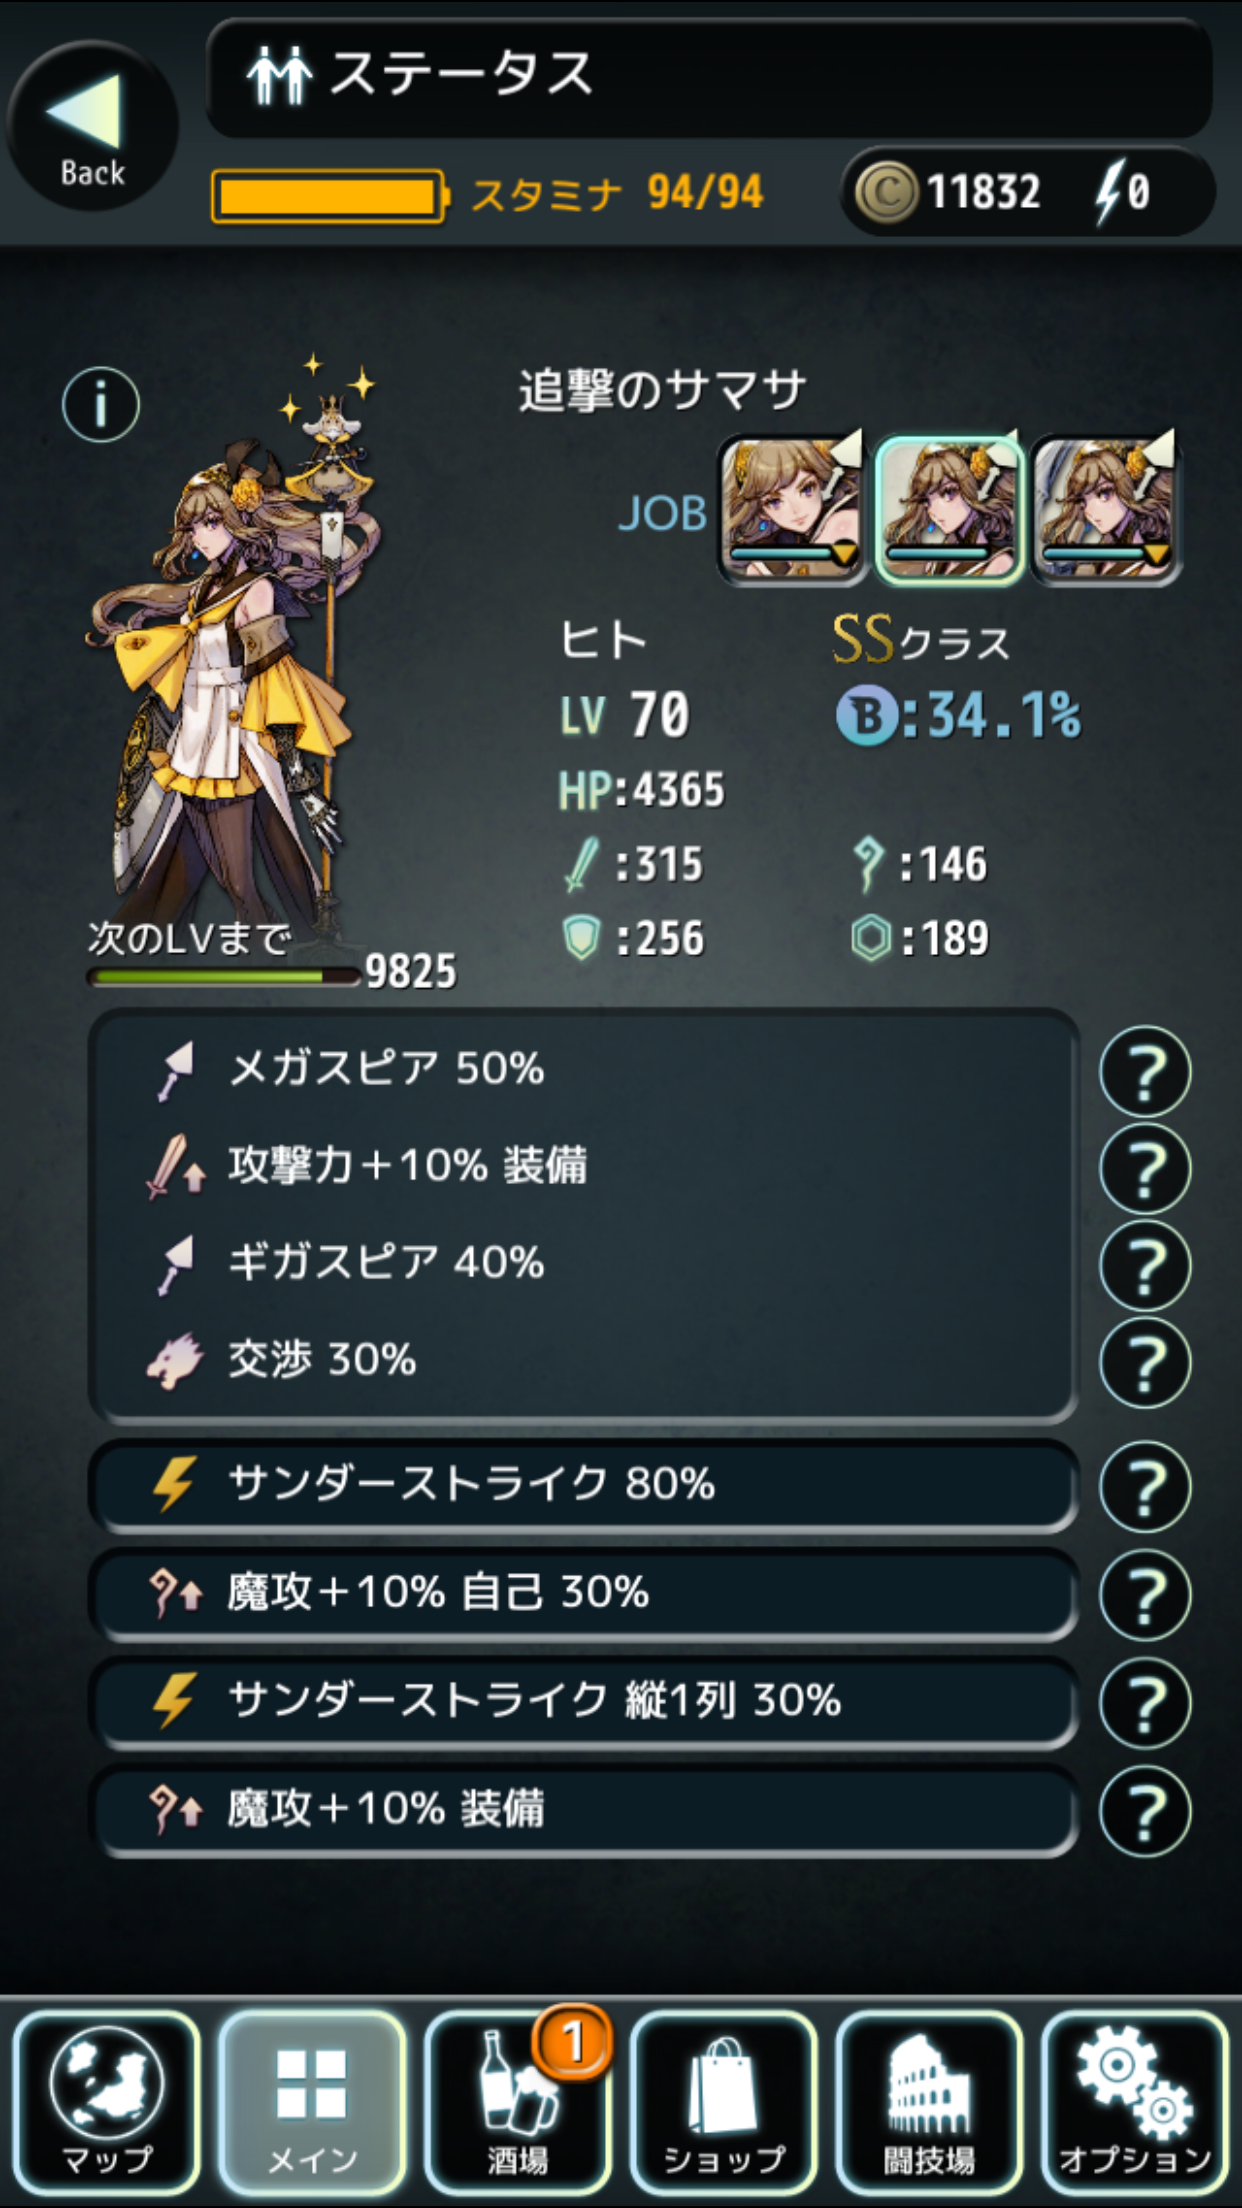 ステータス
Back
スタミナ 94/94
C 11832 0
i
追撃のサマサ
JOB
ヒト
SSクラス
LV 70
B:34.1%
HP:4365
:315
:146
:256
:189
次のLVまで
9825
メガスピア 50% ?
攻撃力+10% 装備 ?
ギガスピア 40% ?
交渉 30% ?
サンダーストライク 80% ?
魔攻+10% 自己 30% ?
サンダーストライク 縦1列 30% ?
魔攻+10% 装備 ?
1
マップ
メイン
酒場
ショップ
闘技場
オプション